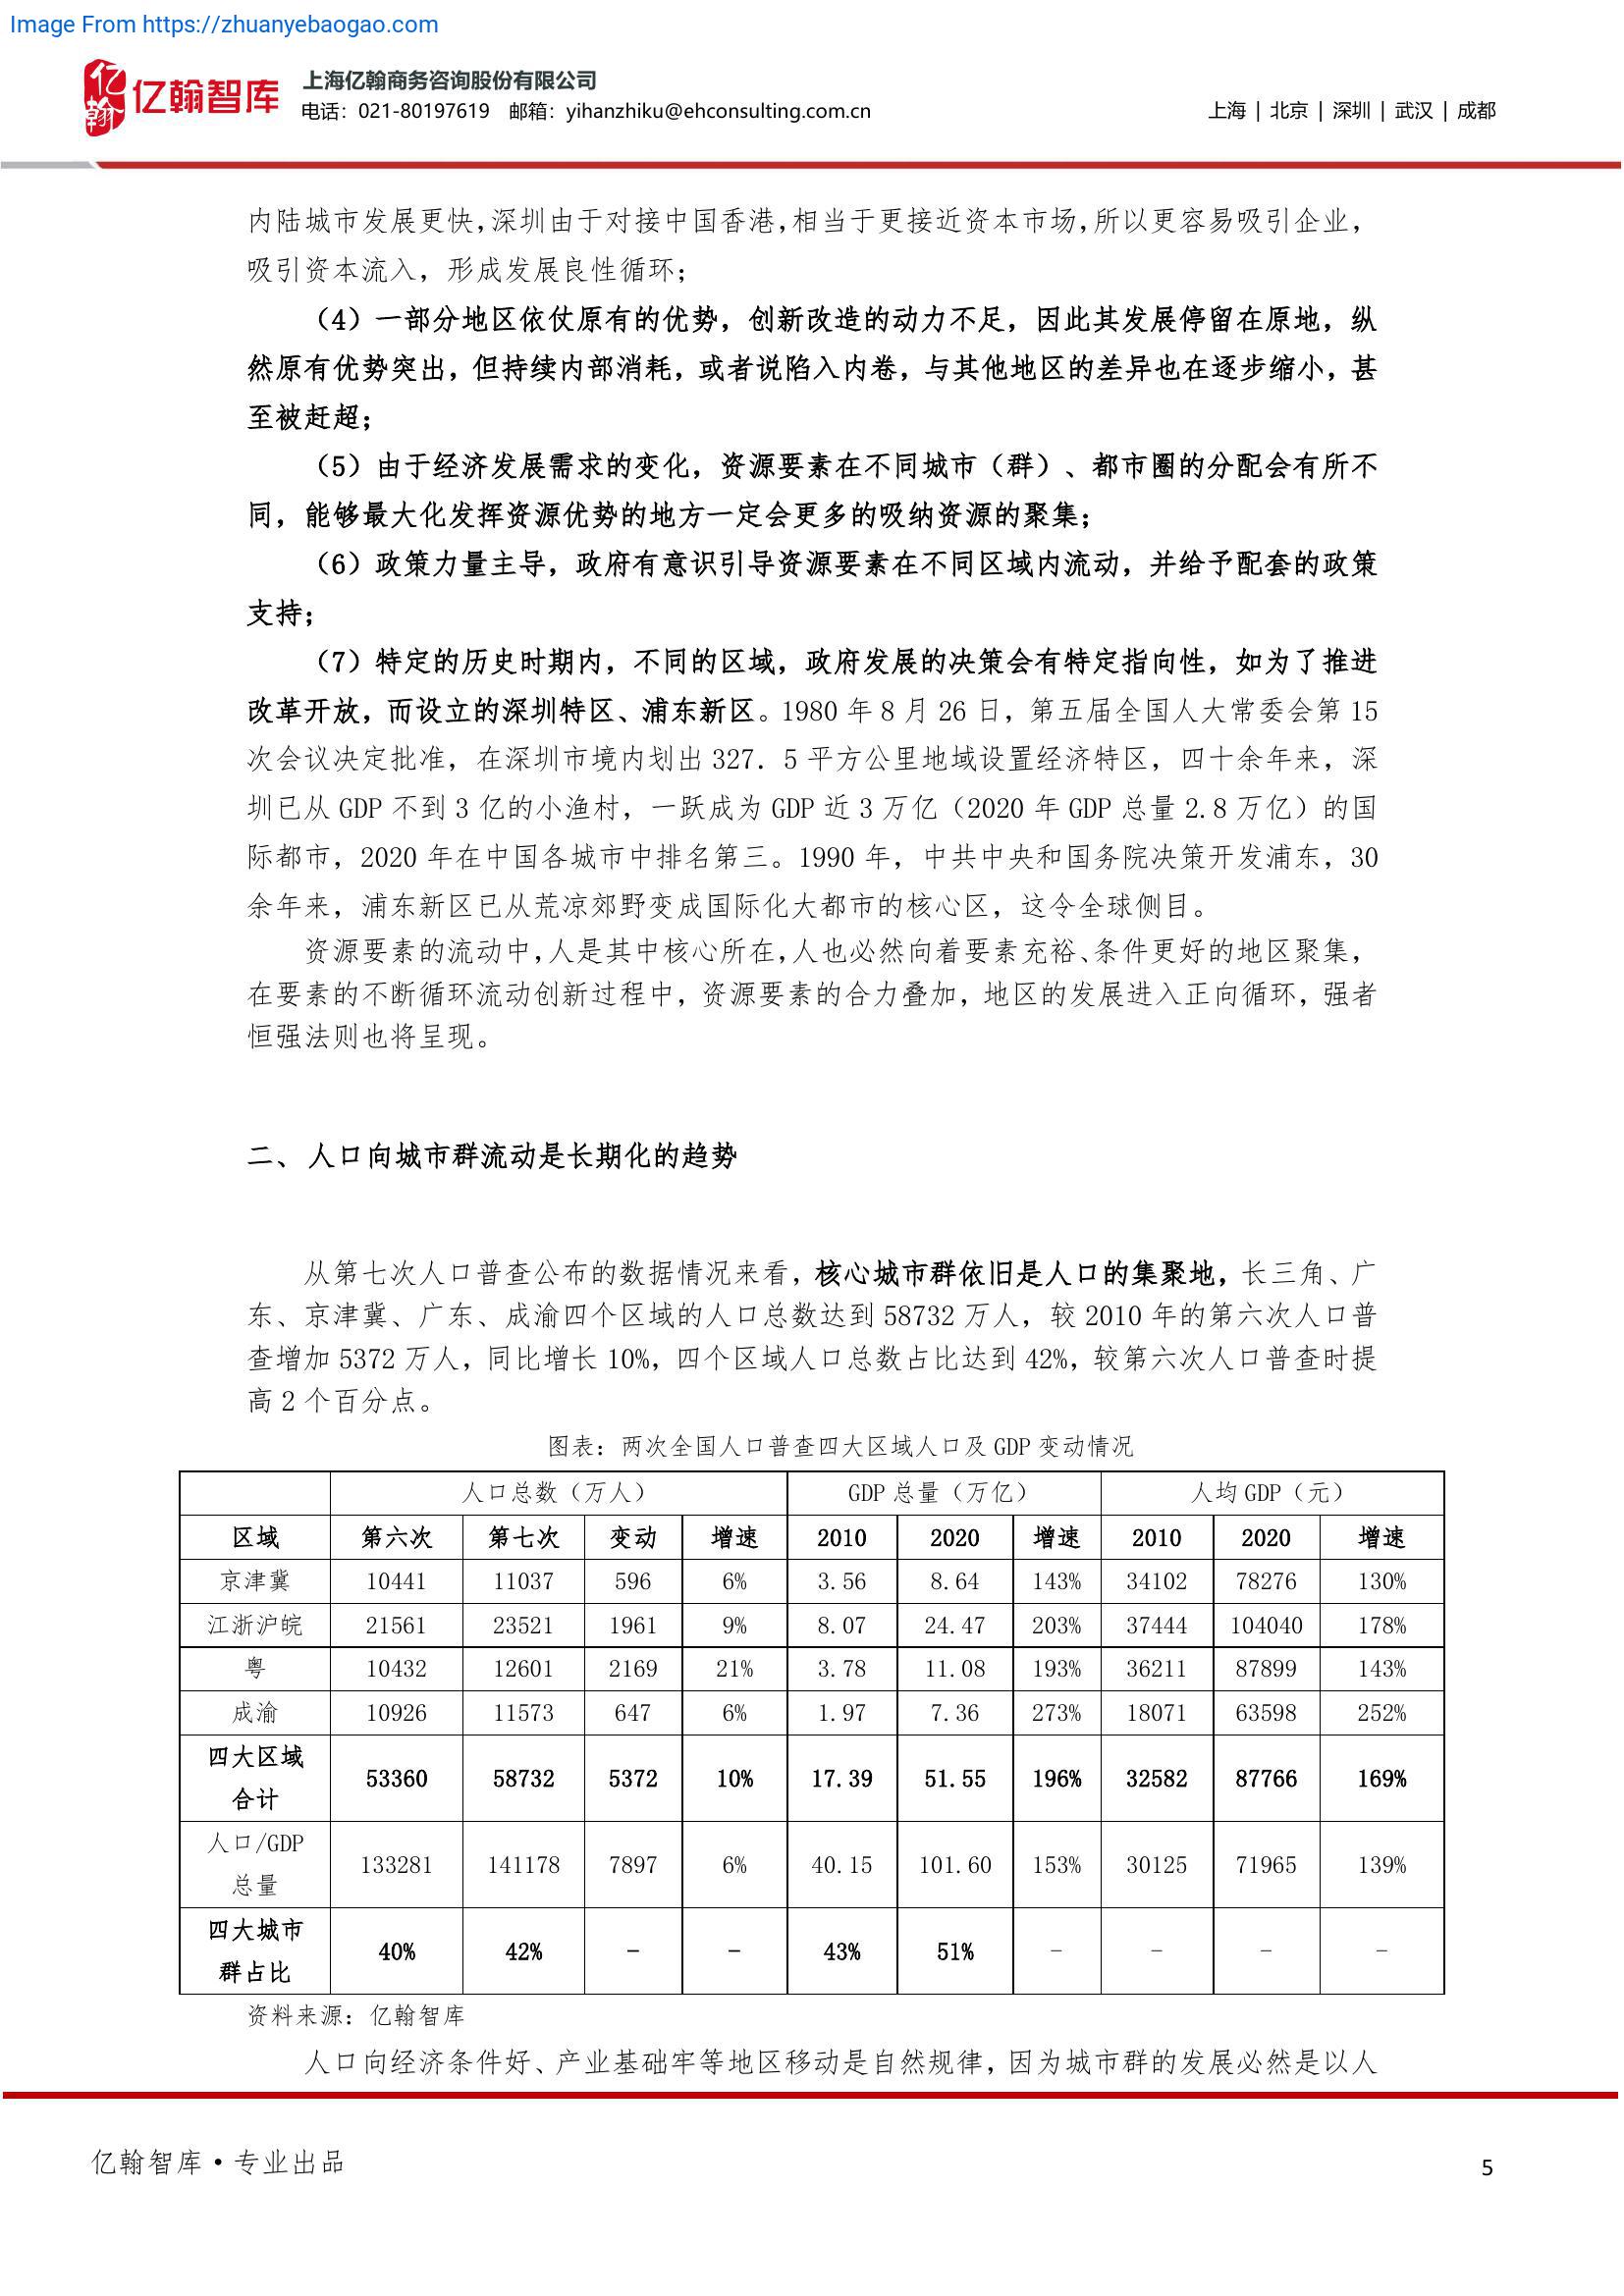 Image From https://zhuanyebaogao.com
亿翰
亿翰智库
上海亿翰商务咨询股份有限公司
电话：021-80197619 邮箱：yihanzhiku@ehconsulting.com.cn
上海 | 北京 | 深圳 | 武汉 | 成都
内陆城市发展更快，深圳由于对接中国香港，相当于更接近资本市场，所以更容易吸引企业，
吸引资本流入，形成发展良性循环；
（4）一部分地区依仗原有的优势，创新改造的动力不足，因此其发展停留在原地，纵
然原有优势突出，但持续内部消耗，或者说陷入内卷，与其他地区的差异也在逐步缩小，甚
至被赶超；
（5）由于经济发展需求的变化，资源要素在不同城市（群）、都市圈的分配会有所不
同，能够最大化发挥资源优势的地方一定会更多的吸纳资源的聚集；
（6）政策力量主导，政府有意识引导资源要素在不同区域内流动，并给予配套的政策
支持；
（7）特定的历史时期内，不同的区域，政府发展的决策会有特定指向性，如为了推进
改革开放，而设立的深圳特区、浦东新区。1980 年 8 月 26 日，第五届全国人大常委会第 15
次会议决定批准，在深圳市境内划出 327．5 平方公里地域设置经济特区，四十余年来，深
圳已从 GDP 不到 3 亿的小渔村，一跃成为 GDP 近 3 万亿（2020 年 GDP 总量 2.8 万亿）的国
际都市，2020 年在中国各城市中排名第三。1990 年，中共中央和国务院决策开发浦东，30
余年来，浦东新区已从荒凉郊野变成国际化大都市的核心区，这令全球侧目。
资源要素的流动中，人是其中核心所在，人也必然向着要素充裕、条件更好的地区聚集，
在要素的不断循环流动创新过程中，资源要素的合力叠加，地区的发展进入正向循环，强者
恒强法则也将呈现。
二、 人口向城市群流动是长期化的趋势
从第七次人口普查公布的数据情况来看，核心城市群依旧是人口的集聚地，长三角、广
东、京津冀、广东、成渝四个区域的人口总数达到 58732 万人，较 2010 年的第六次人口普
查增加 5372 万人，同比增长 10%，四个区域人口总数占比达到 42%，较第六次人口普查时提
高 2 个百分点。
图表：两次全国人口普查四大区域人口及 GDP 变动情况
人口总数（万人） GDP 总量（万亿） 人均 GDP（元）
区域 第六次 第七次 变动 增速 2010 2020 增速 2010 2020 增速
京津冀 10441 11037 596 6% 3.56 8.64 143% 34102 78276 130%
江浙沪皖 21561 23521 1961 9% 8.07 24.47 203% 37444 104040 178%
粤 10432 12601 2169 21% 3.78 11.08 193% 36211 87899 143%
成渝 10926 11573 647 6% 1.97 7.36 273% 18071 63598 252%
四大区域
合计 53360 58732 5372 10% 17.39 51.55 196% 32582 87766 169%
人口/GDP
总量 133281 141178 7897 6% 40.15 101.60 153% 30125 71965 139%
四大城市
群占比 40% 42% – – 43% 51% – – – –
资料来源：亿翰智库
人口向经济条件好、产业基础牢等地区移动是自然规律，因为城市群的发展必然是以人
亿翰智库·专业出品
5